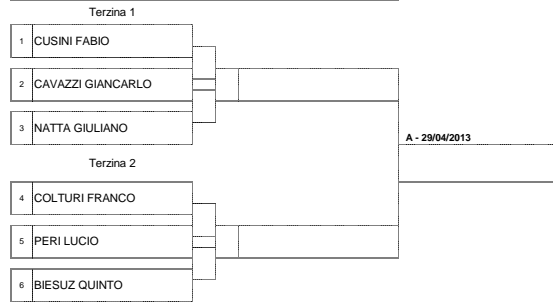 Terzina 1
1 CUSINI FABIO
2 CAVAZZI GIANCARLO
3 NATTA GIULIANO
A - 29/04/2013
Terzina 2
4 COLTURI FRANCO
5 PERI LUCIO
6 BIESUZ QUINTO